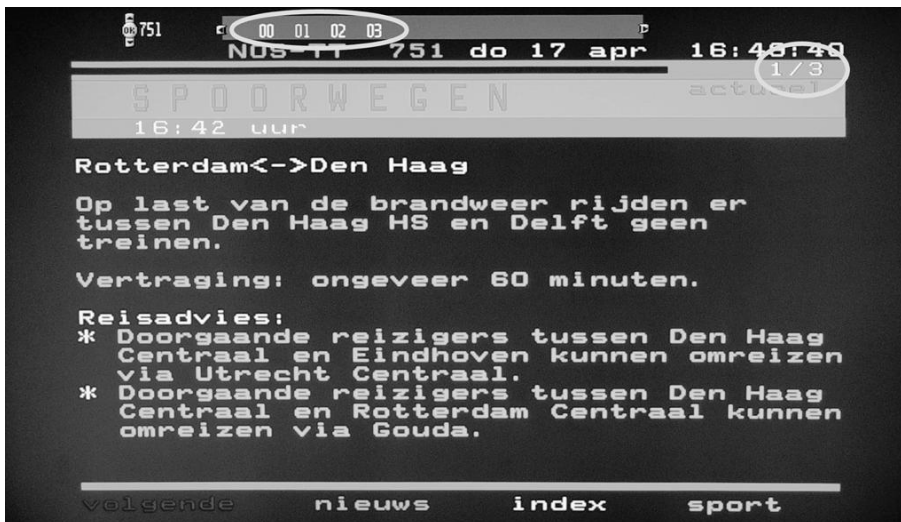 751 00 01 02 03
NOS-TT 751 do 17 apr 16:48:40
1/3
SPOORWEGEN actueel
16:42 uur
Rotterdam<->Den Haag
Op last van de brandweer rijden er
tussen Den Haag HS en Delft geen
treinen.
Vertraging: ongeveer 60 minuten.
Reisadvies:
* Doorgaande reizigers tussen Den Haag
Centraal en Eindhoven kunnen omreizen
via Utrecht Centraal.
* Doorgaande reizigers tussen Den Haag
Centraal en Rotterdam Centraal kunnen
omreizen via Gouda.
volgende nieuws index sport